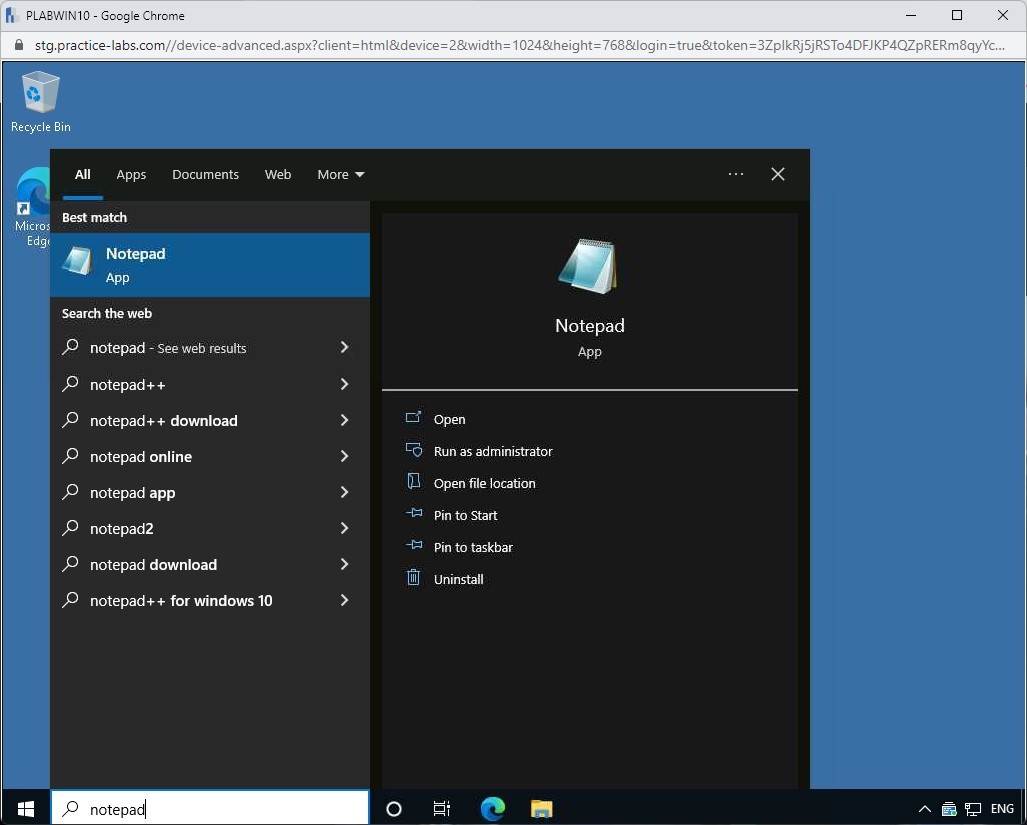 PLABWIN10 - Google Chrome
stg.practice-labs.com//device-advanced.aspx?client=html&device=2&width=1024&height=768&login=true&token=3ZpIkRj5jRSTo4DFJKP4QZpRERm8qyYc...
Recycle Bin
Micros
Edge
All Apps Documents Web More
Best match
Notepad
App
Search the web
notepad - See web results
notepad++
notepad++ download
notepad online
notepad app
notepad2
notepad download
notepad++ for windows 10
Notepad
App
Open
Run as administrator
Open file location
Pin to Start
Pin to taskbar
Uninstall
notepad
ENG